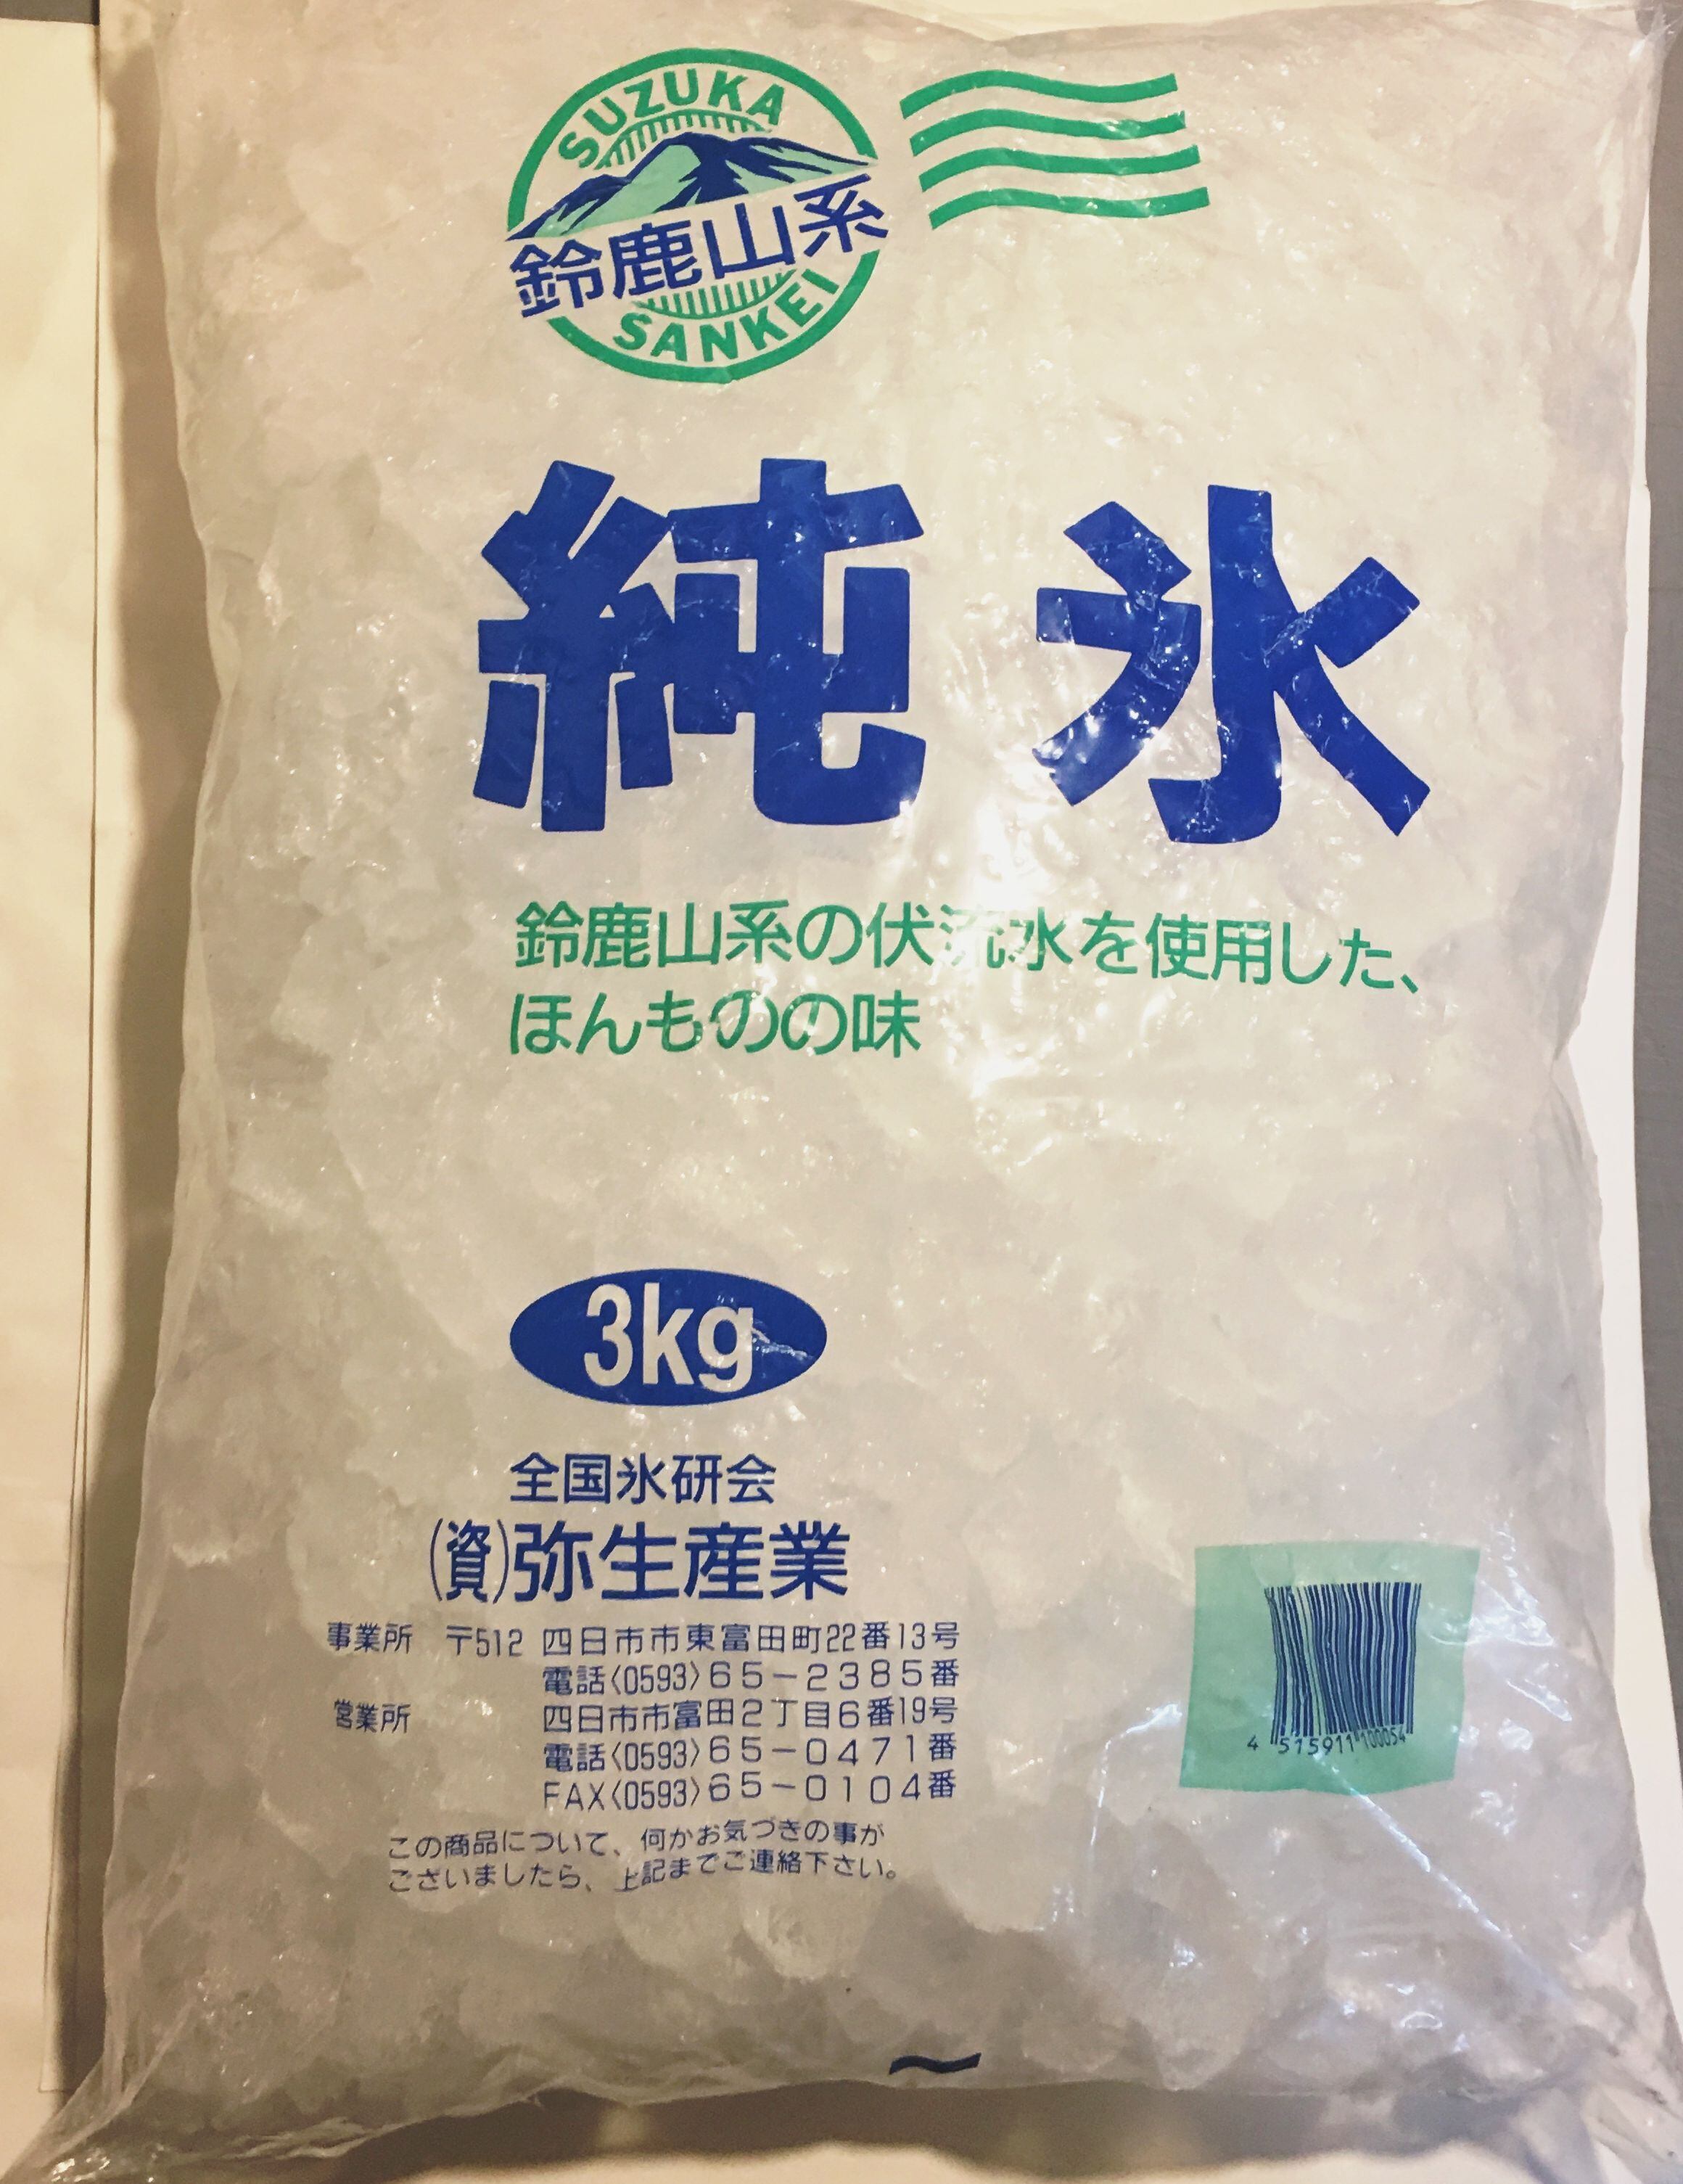 SUZUKA
鈴鹿山系
SANKEI
純氷
鈴鹿山系の伏流水を使用した、
ほんものの味
3kg
全国氷研会
(資)弥生産業
事業所 〒512 四日市市東富田町22番13号
電話〈0593〉65-2385番
営業所 四日市市富田2丁目6番19号
電話〈0593〉65-0471番
FAX〈0593〉65-0104番
この商品について、何かお気づきの事が
ございましたら、上記までご連絡下さい。
4 515911 100054